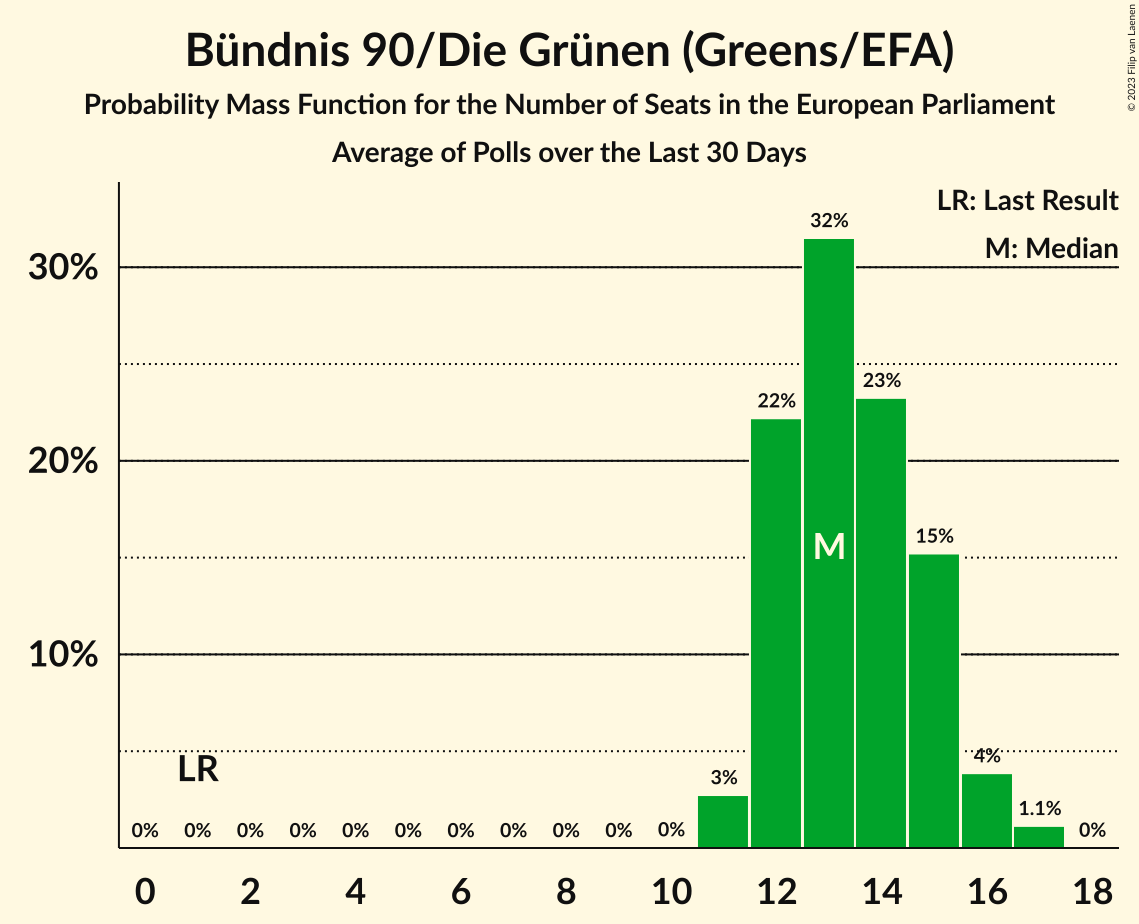 Bündnis 90/Die Grünen (Greens/EFA)
Probability Mass Function for the Number of Seats in the European Parliament
Average of Polls over the Last 30 Days
© 2023 Filip van Laenen
LR: Last Result
M: Median
30%
20%
10%
32%
23%
22%
15%
M
4%
LR
3%
1.1%
0% 0% 0% 0% 0% 0% 0% 0% 0% 0% 0% 0%
0 2 4 6 8 10 12 14 16 18